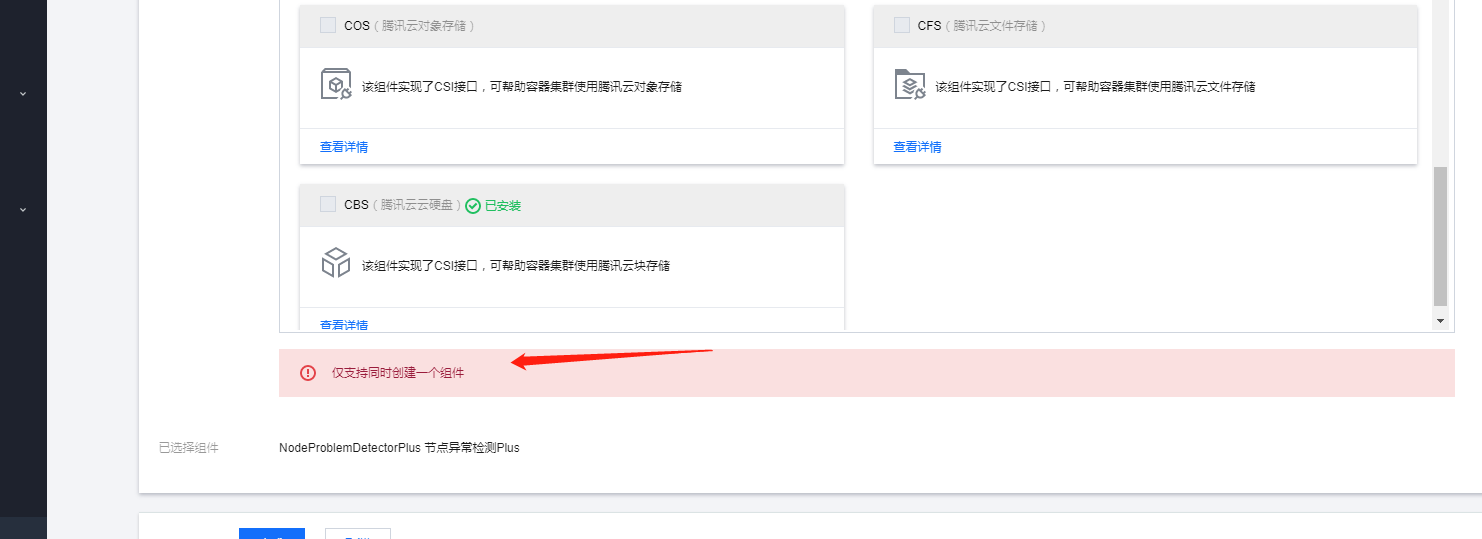 COS（腾讯云对象存储）
CFS（腾讯云文件存储）
该组件实现了CSI接口，可帮助容器集群使用腾讯云对象存储
该组件实现了CSI接口，可帮助容器集群使用腾讯云文件存储
查看详情
查看详情
CBS（腾讯云云硬盘）已安装
该组件实现了CSI接口，可帮助容器集群使用腾讯云块存储
查看详情
仅支持同时创建一个组件
已选择组件
NodeProblemDetectorPlus 节点异常检测Plus